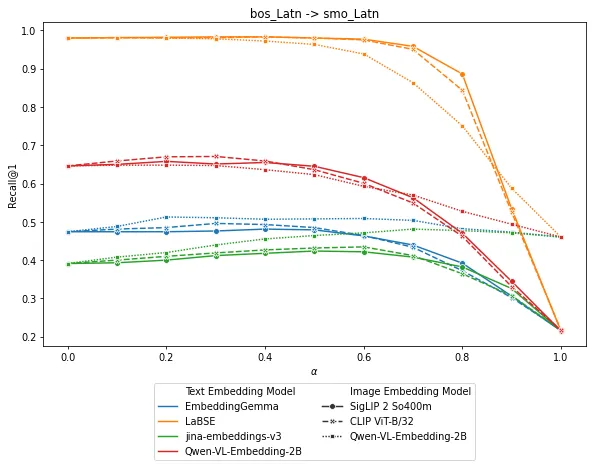 bos_Latn -> smo_Latn
1.0
0.9
0.8
0.7
0.6
0.5
0.4
0.3
0.2
Recall@1
0.0 0.2 0.4 0.6 0.8 1.0
α
Text Embedding Model Image Embedding Model
EmbeddingGemma SigLIP 2 So400m
LaBSE CLIP ViT-B/32
jina-embeddings-v3 Qwen-VL-Embedding-2B
Qwen-VL-Embedding-2B